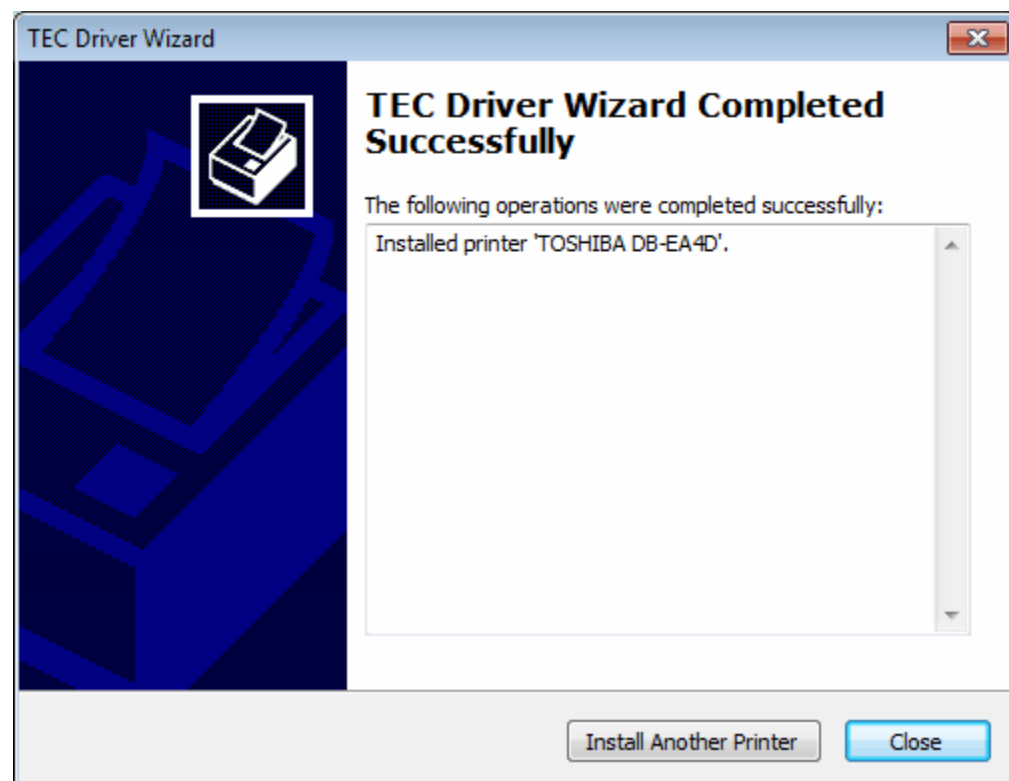 TEC Driver Wizard
TEC Driver Wizard Completed
Successfully
The following operations were completed successfully:
Installed printer 'TOSHIBA DB-EA4D'.
Install Another Printer
Close